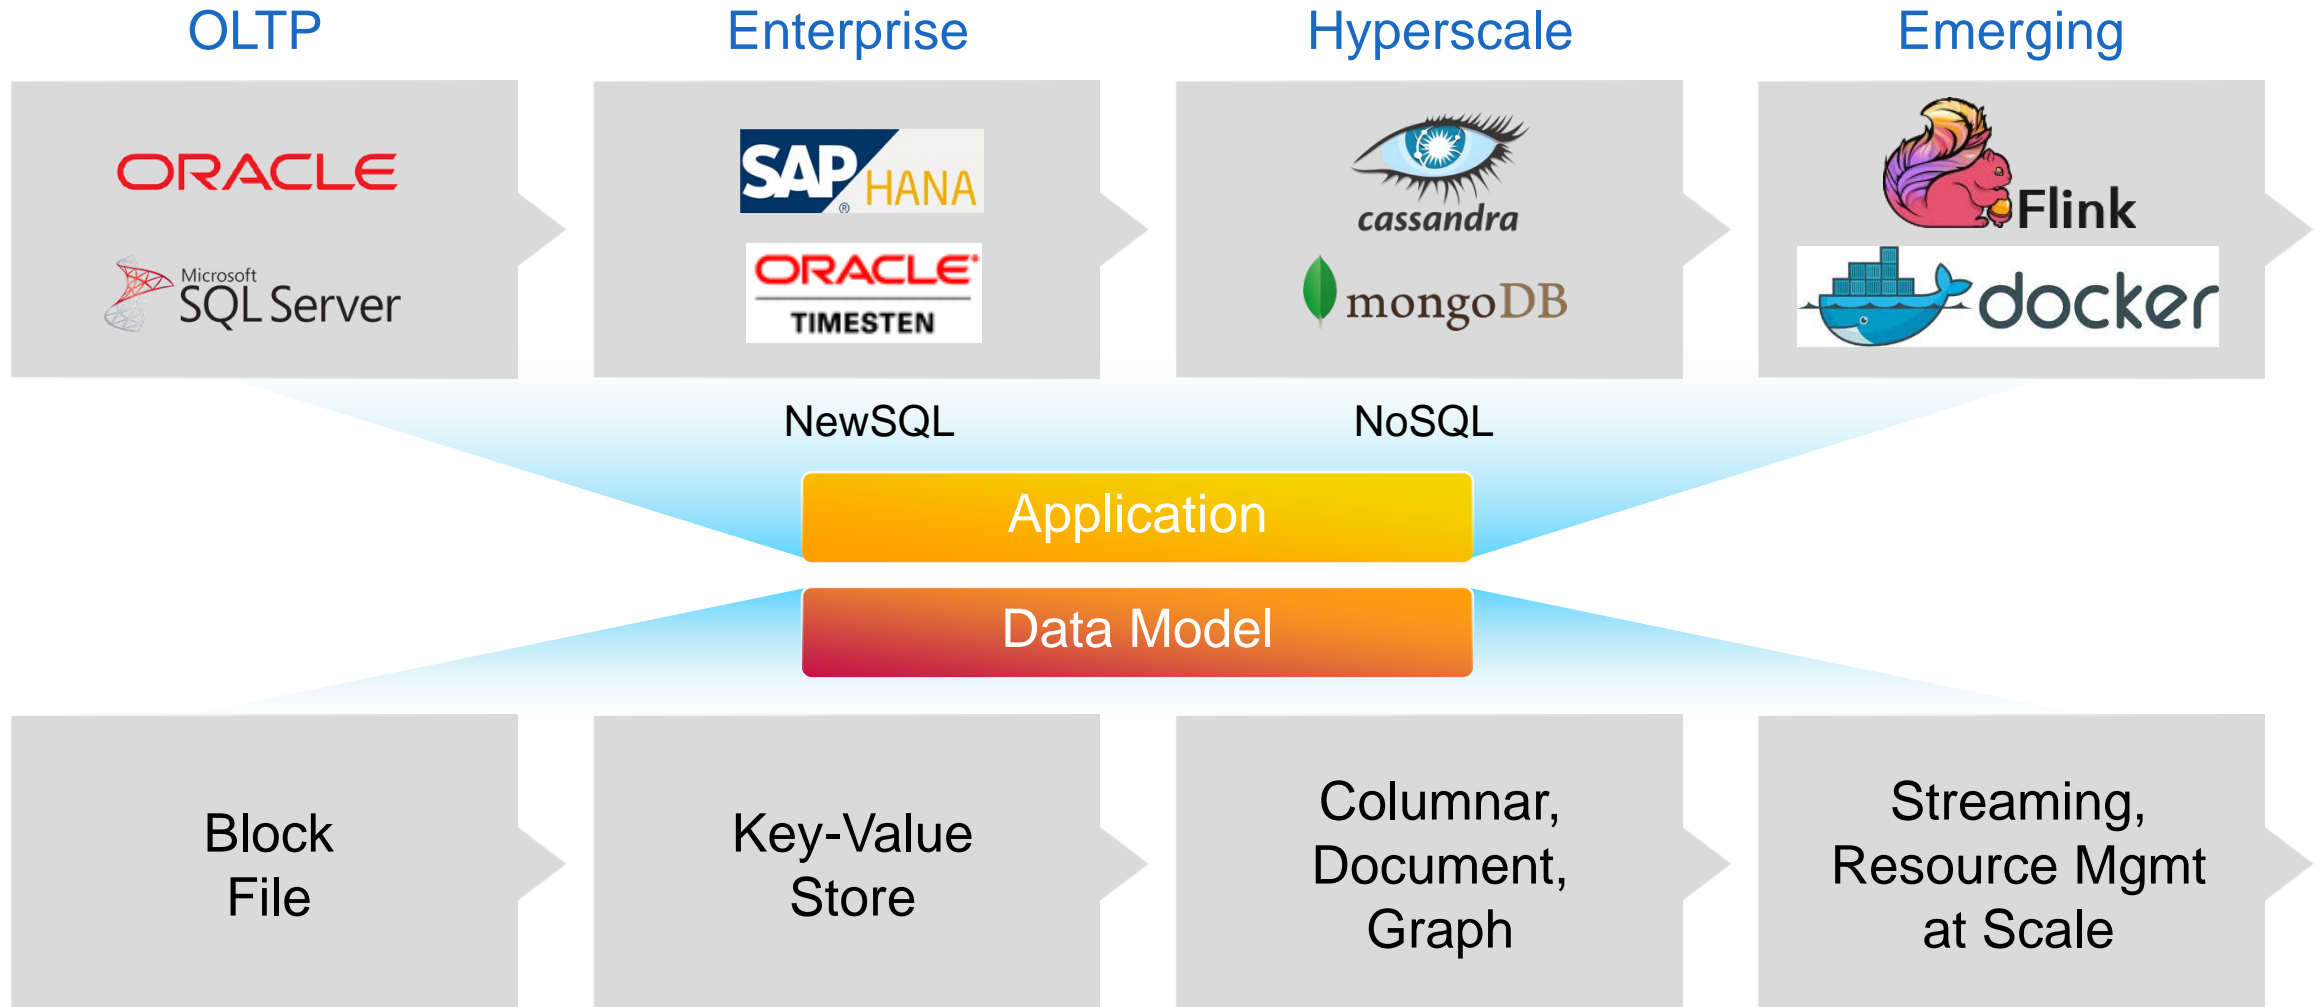 OLTP
Enterprise
Hyperscale
Emerging
ORACLE
Microsoft
SQL Server
SAP
®
HANA
ORACLE®
TIMESTEN
cassandra
mongoDB
Flink
docker
NewSQL
NoSQL
Application
Data Model
Block
File
Key-Value
Store
Columnar,
Document,
Graph
Streaming,
Resource Mgmt
at Scale